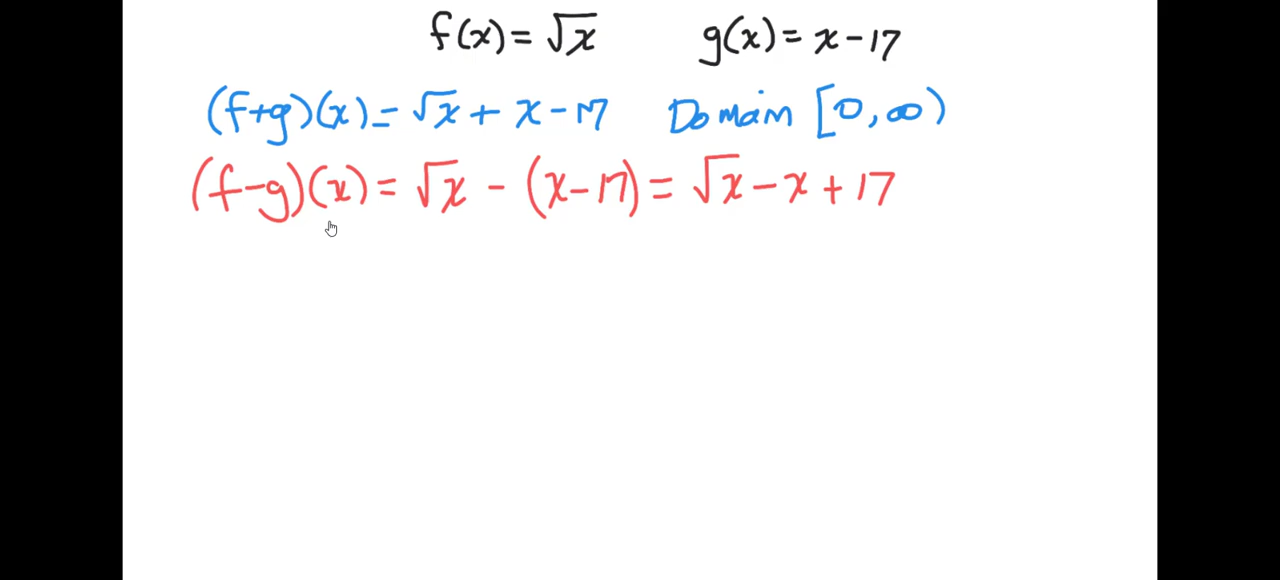 f(x) = √x g(x) = x - 17
(f+g)(x) = √x + x - 17 Domain [0, ∞)
(f-g)(x) = √x - (x - 17) = √x - x + 17